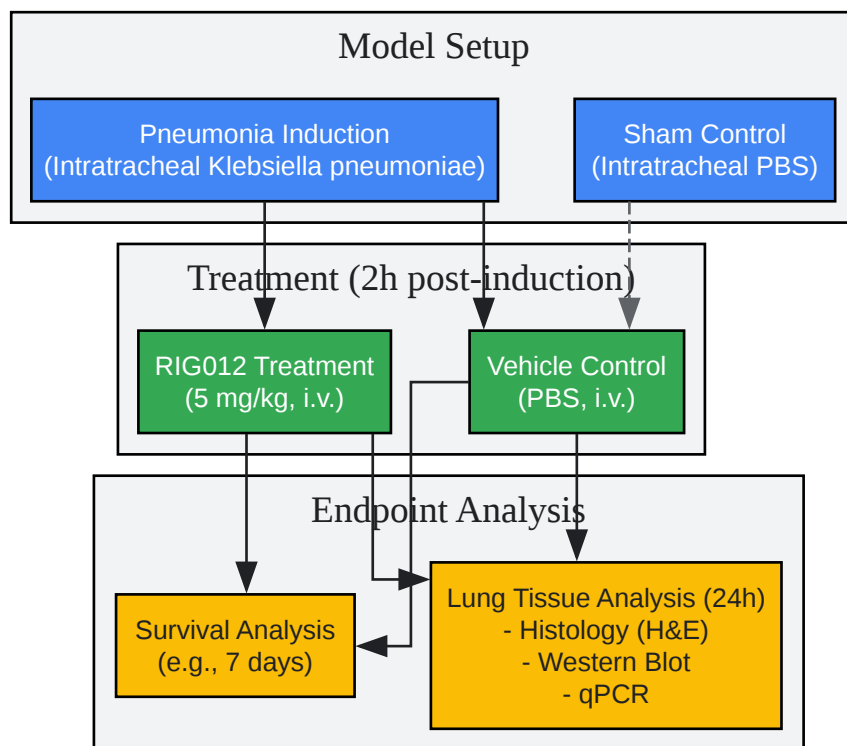 Model Setup
Pneumonia Induction
(Intratracheal Klebsiella pneumoniae)
Sham Control
(Intratracheal PBS)
Treatment (2h post-induction)
RIG012 Treatment
(5 mg/kg, i.v.)
Vehicle Control
(PBS, i.v.)
Endpoint Analysis
Survival Analysis
(e.g., 7 days)
Lung Tissue Analysis (24h)
- Histology (H&E)
- Western Blot
- qPCR